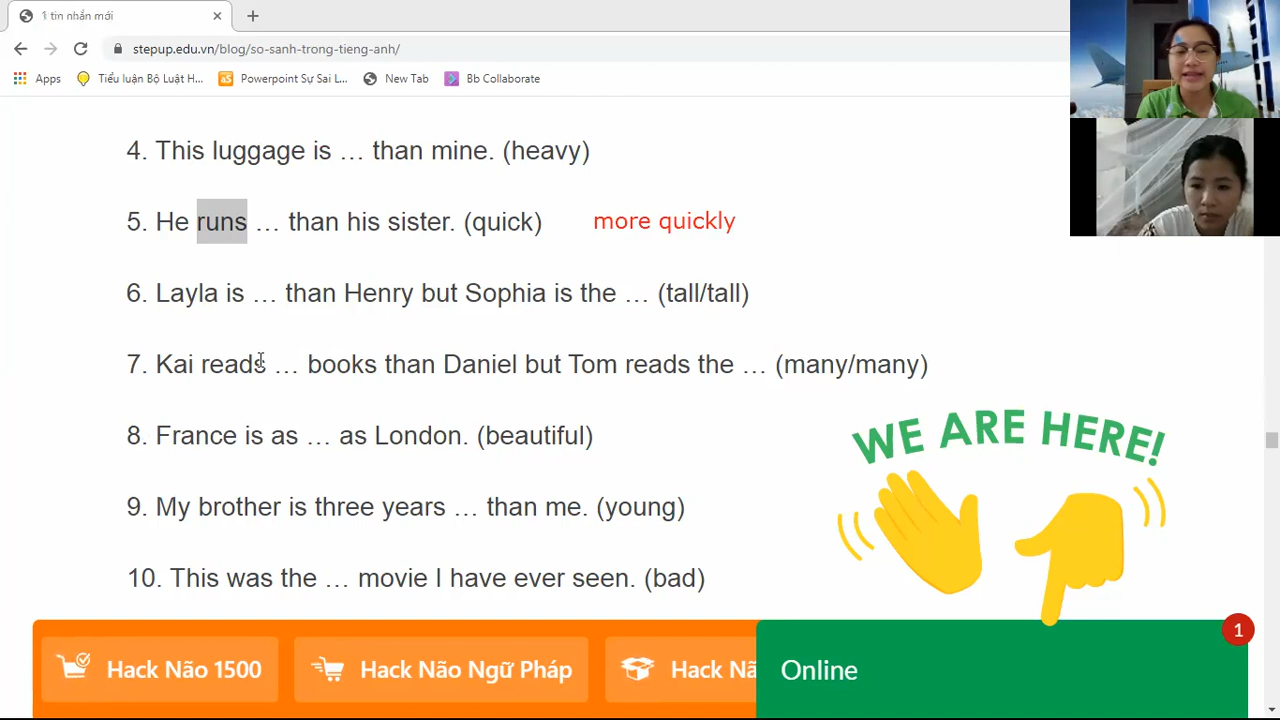 1 tin nhắn mới
stepup.edu.vn/blog/so-sanh-trong-tieng-anh/
Apps Tiểu luận Bộ Luật H... Powerpoint Sự Sai L... New Tab Bb Collaborate
4. This luggage is … than mine. (heavy)
5. He runs … than his sister. (quick) more quickly
6. Layla is … than Henry but Sophia is the … (tall/tall)
7. Kai reads … books than Daniel but Tom reads the … (many/many)
8. France is as … as London. (beautiful)
WE ARE HERE!
9. My brother is three years … than me. (young)
10. This was the … movie I have ever seen. (bad)
1
Hack Não 1500 Hack Não Ngữ Pháp Hack Nã Online